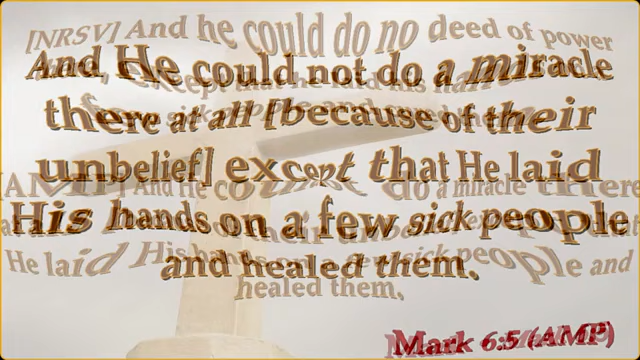 [NRSV] And he could do no deed of power
And He could not do a miracle
there at all [because of their
unbelief] except that He laid
His hands on a few sick people
and healed them.
[AMP] And He could not do a miracle there
He laid His hands on a few sick people and
healed them.
Mark 6:5 (AMP)